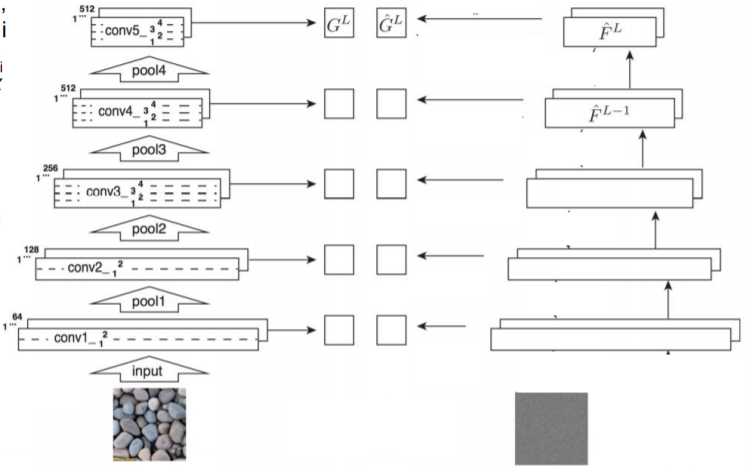 ,
512
1...
conv5_ 1 2 3 4
G^L Ĝ^L
F̂^L
i
pool4
i
512
1...
conv4_ 1 2 3 4
F̂^{L-1}
pool3
256
1...
conv3_ 1 2 3 4
pool2
128
1...
conv2_ 1 2
pool1
64
1...
conv1_ 1 2
input